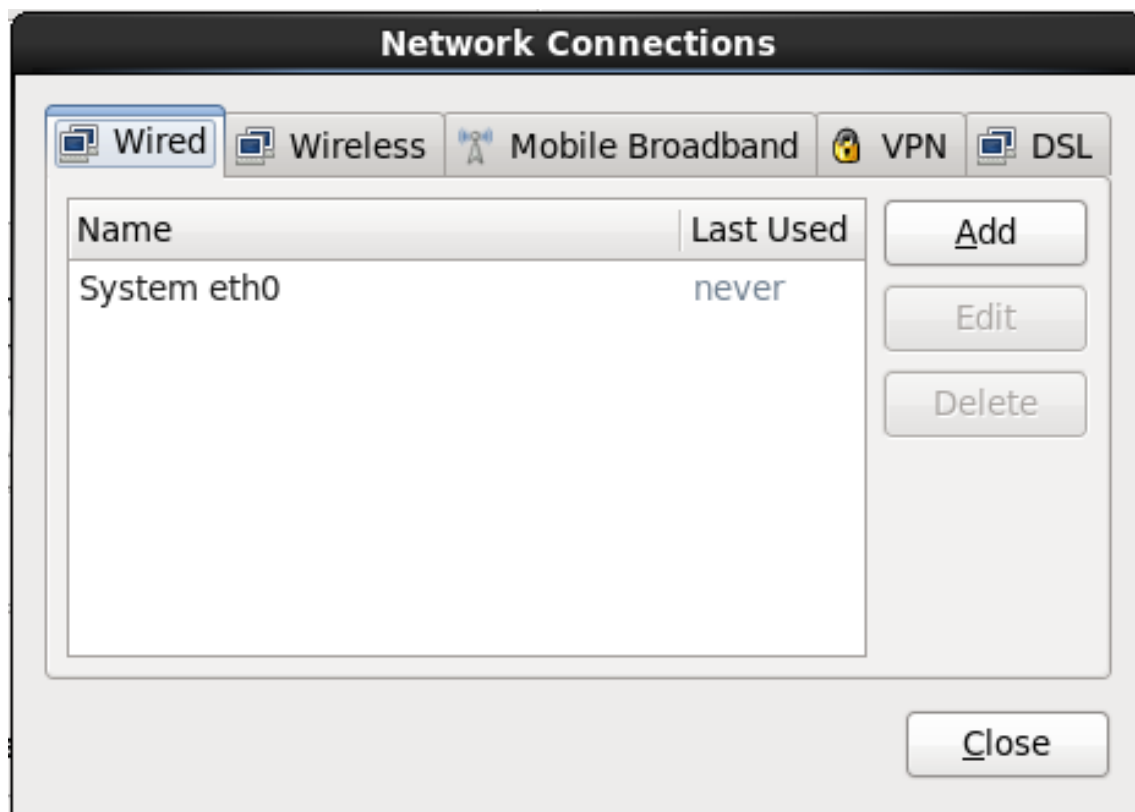 Network Connections
Wired Wireless Mobile Broadband VPN DSL
Name Last Used Add
System eth0 never
Edit
Delete
Close